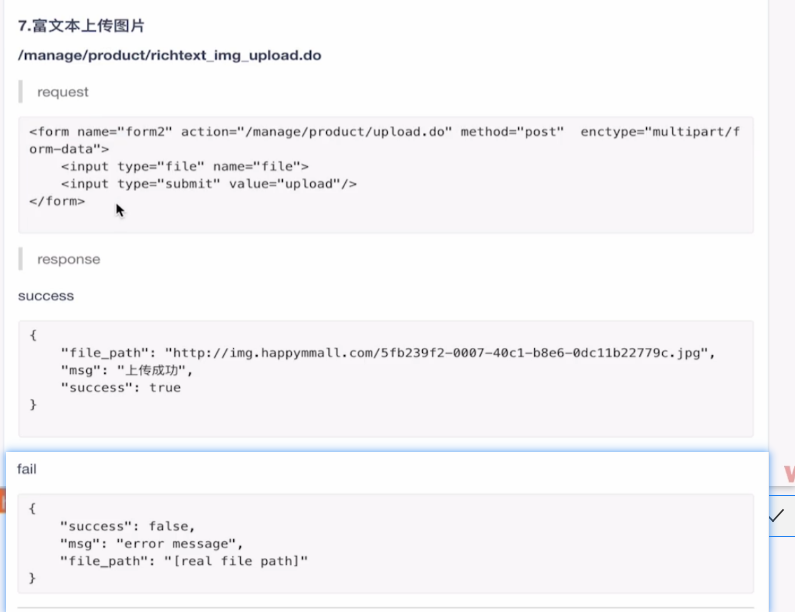 7.富文本上传图片
/manage/product/richtext_img_upload.do
request
<form name="form2" action="/manage/product/upload.do" method="post"  enctype="multipart/f
orm-data">
    <input type="file" name="file">
    <input type="submit" value="upload"/>
</form>
response
success
{
    "file_path": "http://img.happymmall.com/5fb239f2-0007-40c1-b8e6-0dc11b22779c.jpg",
    "msg": "上传成功",
    "success": true
}
fail
{
    "success": false,
    "msg": "error message",
    "file_path": "[real file path]"
}